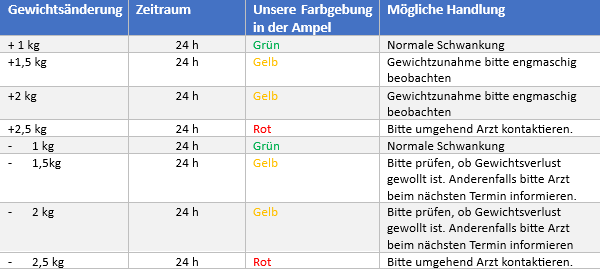 Gewichtsänderung Zeitraum Unsere Farbgebung in der Ampel Mögliche Handlung
+ 1 kg 24 h Grün Normale Schwankung
+1,5 kg 24 h Gelb Gewichtzunahme bitte engmaschig
beobachten
+2 kg 24 h Gelb Gewichtzunahme bitte engmaschig
beobachten
+2,5 kg 24 h Rot Bitte umgehend Arzt kontaktieren.
- 1 kg 24 h Grün Normale Schwankung
- 1,5kg 24 h Gelb Bitte prüfen, ob Gewichtsverlust
gewollt ist. Anderenfalls bitte Arzt
beim nächsten Termin informieren.
- 2 kg 24 h Gelb Bitte prüfen, ob Gewichtsverlust
gewollt ist. Anderenfalls bitte Arzt
beim nächsten Termin informieren
- 2,5 kg 24 h Rot Bitte umgehend Arzt kontaktieren.